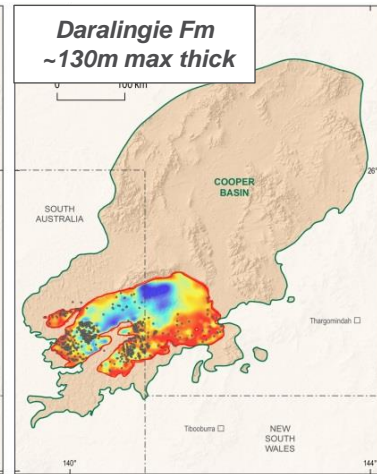 Daralingie Fm
~130m max thick
0 100 km
26°
COOPER
BASIN
SOUTH
AUSTRALIA
Thargomindah
Tibooburra
NEW
SOUTH
WALES
140°
144°